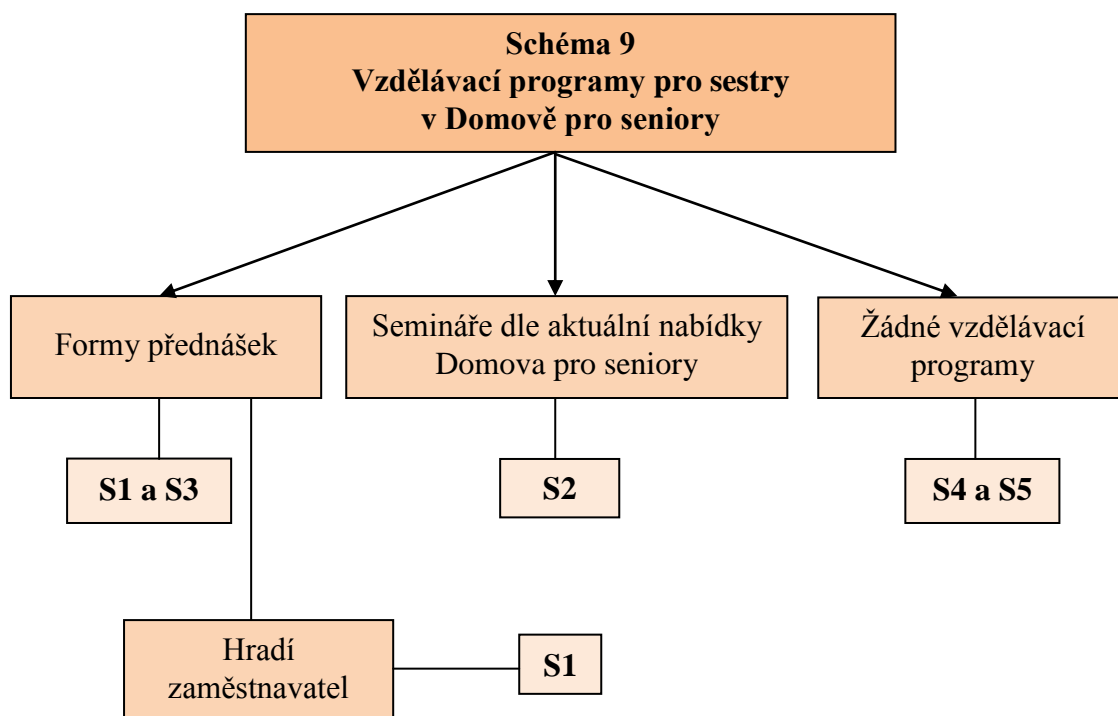 Schéma 9
Vzdělávací programy pro sestry
v Domově pro seniory
Formy přednášek
Semináře dle aktuální nabídky
Domova pro seniory
Žádné vzdělávací
programy
S1 a S3
S2
S4 a S5
Hradí
zaměstnavatel
S1